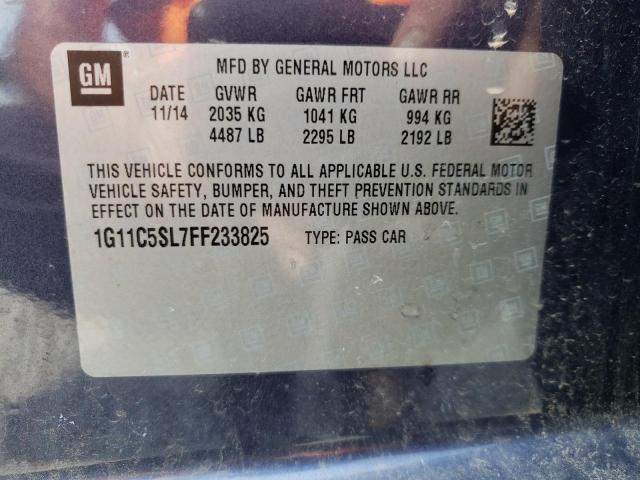 GM
MFD BY GENERAL MOTORS LLC
DATE GVWR GAWR FRT GAWR RR
11/14 2035 KG 1041 KG 994 KG
4487 LB 2295 LB 2192 LB
THIS VEHICLE CONFORMS TO ALL APPLICABLE U.S. FEDERAL MOTOR
VEHICLE SAFETY, BUMPER, AND THEFT PREVENTION STANDARDS IN
EFFECT ON THE DATE OF MANUFACTURE SHOWN ABOVE.
1G11C5SL7FF233825 TYPE: PASS CAR